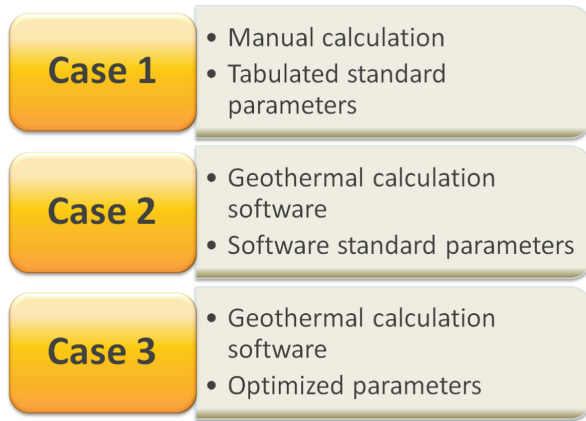 Case 1
• Manual calculation
• Tabulated standard
parameters
Case 2
• Geothermal calculation
software
• Software standard parameters
Case 3
• Geothermal calculation
software
• Optimized parameters